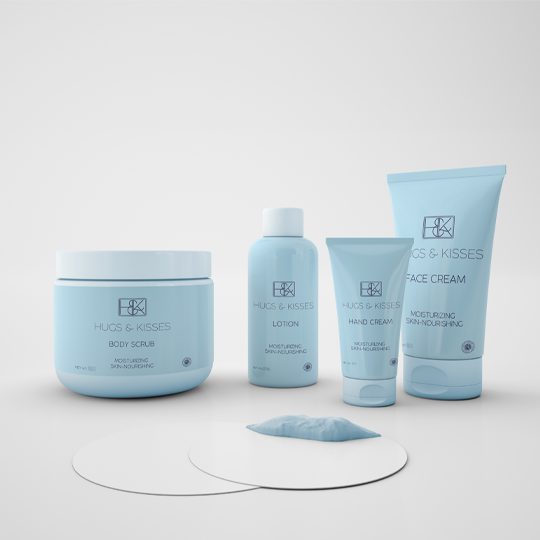 H&K
HUGS & KISSES
BODY SCRUB
MOISTURIZING
SKIN-NOURISHING
H&K
HUGS & KISSES
LOTION
MOISTURIZING
SKIN-NOURISHING
H&K
HUGS & KISSES
HAND CREAM
MOISTURIZING
SKIN-NOURISHING
H&K
GS & KISSES
FACE CREAM
MOISTURIZING
SKIN-NOURISHING